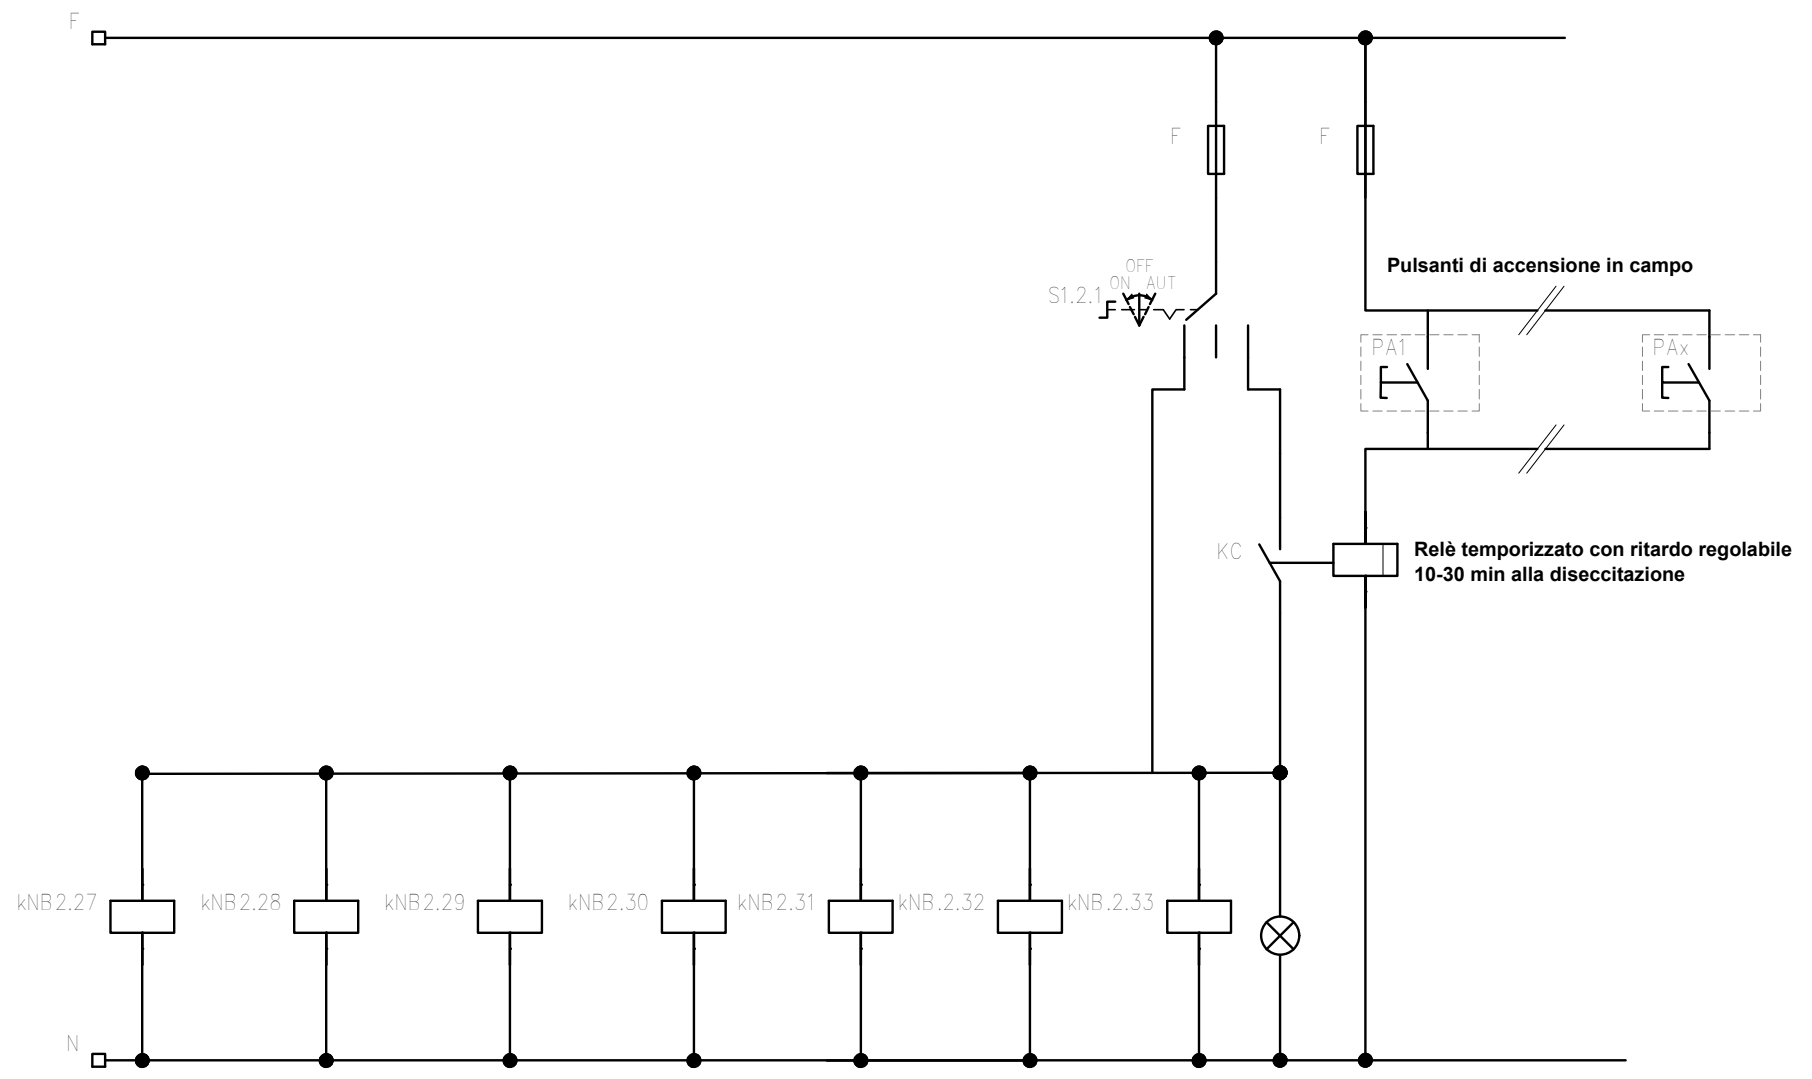 F
F
F
OFF
ON AUT
S1.2.1
Pulsanti di accensione in campo
PA1
PAx
KC
Relè temporizzato con ritardo regolabile
10-30 min alla diseccitazione
kNB2.27
kNB2.28
kNB2.29
kNB2.30
kNB2.31
kNB.2.32
kNB.2.33
N